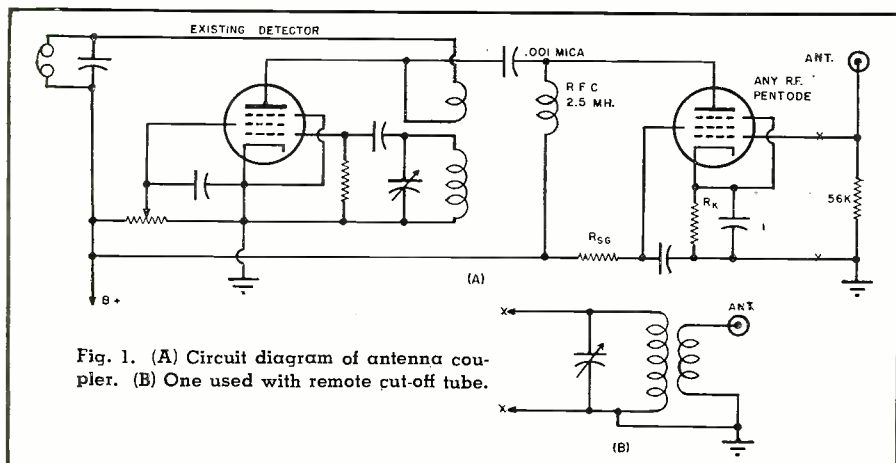 EXISTING DETECTOR
.001 MICA
RFC
2.5 MH.
ANY R.F.
PENTODE
ANT.
x
RK
56K
RSG
x
(A)
B+
Fig. 1. (A) Circuit diagram of antenna cou-
pler. (B) One used with remote cut-off tube.
X
ANT.
X
(B)